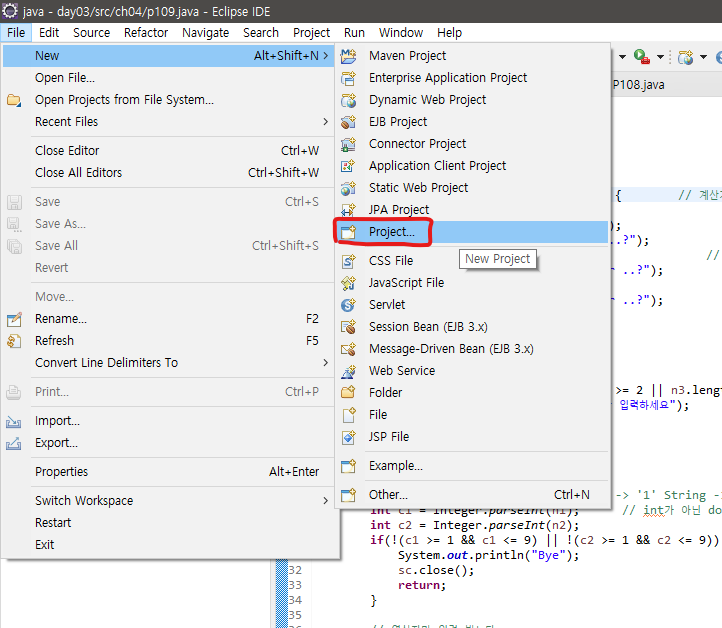 java - day03/src/ch04/p109.java - Eclipse IDE
File Edit Source Refactor Navigate Search Project Run Window Help
New Alt+Shift+N >
Open File...
Open Projects from File System...
Recent Files >
Close Editor Ctrl+W
Close All Editors Ctrl+Shift+W
Save Ctrl+S
Save As...
Save All Ctrl+Shift+S
Revert
Move...
Rename... F2
Refresh F5
Convert Line Delimiters To >
Print... Ctrl+P
Import...
Export...
Properties Alt+Enter
Switch Workspace >
Restart
Exit
Maven Project
Enterprise Application Project
Dynamic Web Project
EJB Project
Connector Project
Application Client Project
Static Web Project
JPA Project
Project...
New Project
CSS File
JavaScript File
Servlet
Session Bean (EJB 3.x)
Message-Driven Bean (EJB 3.x)
Web Service
Folder
File
JSP File
Example...
Other... Ctrl+N
P108.java
{ // 계산
);
..?");
//
..?");
..?");
>= 2 || n3.leng
입력하세요");
-> '1' String -
int c1 = Integer.parseInt(n1); // int가 아닌 do
int c2 = Integer.parseInt(n2);
if(!(c1 >= 1 && c1 <= 9) || !(c2 >= 1 && c2 <= 9))
System.out.println("Bye");
32 sc.close();
33 return;
34 }
35